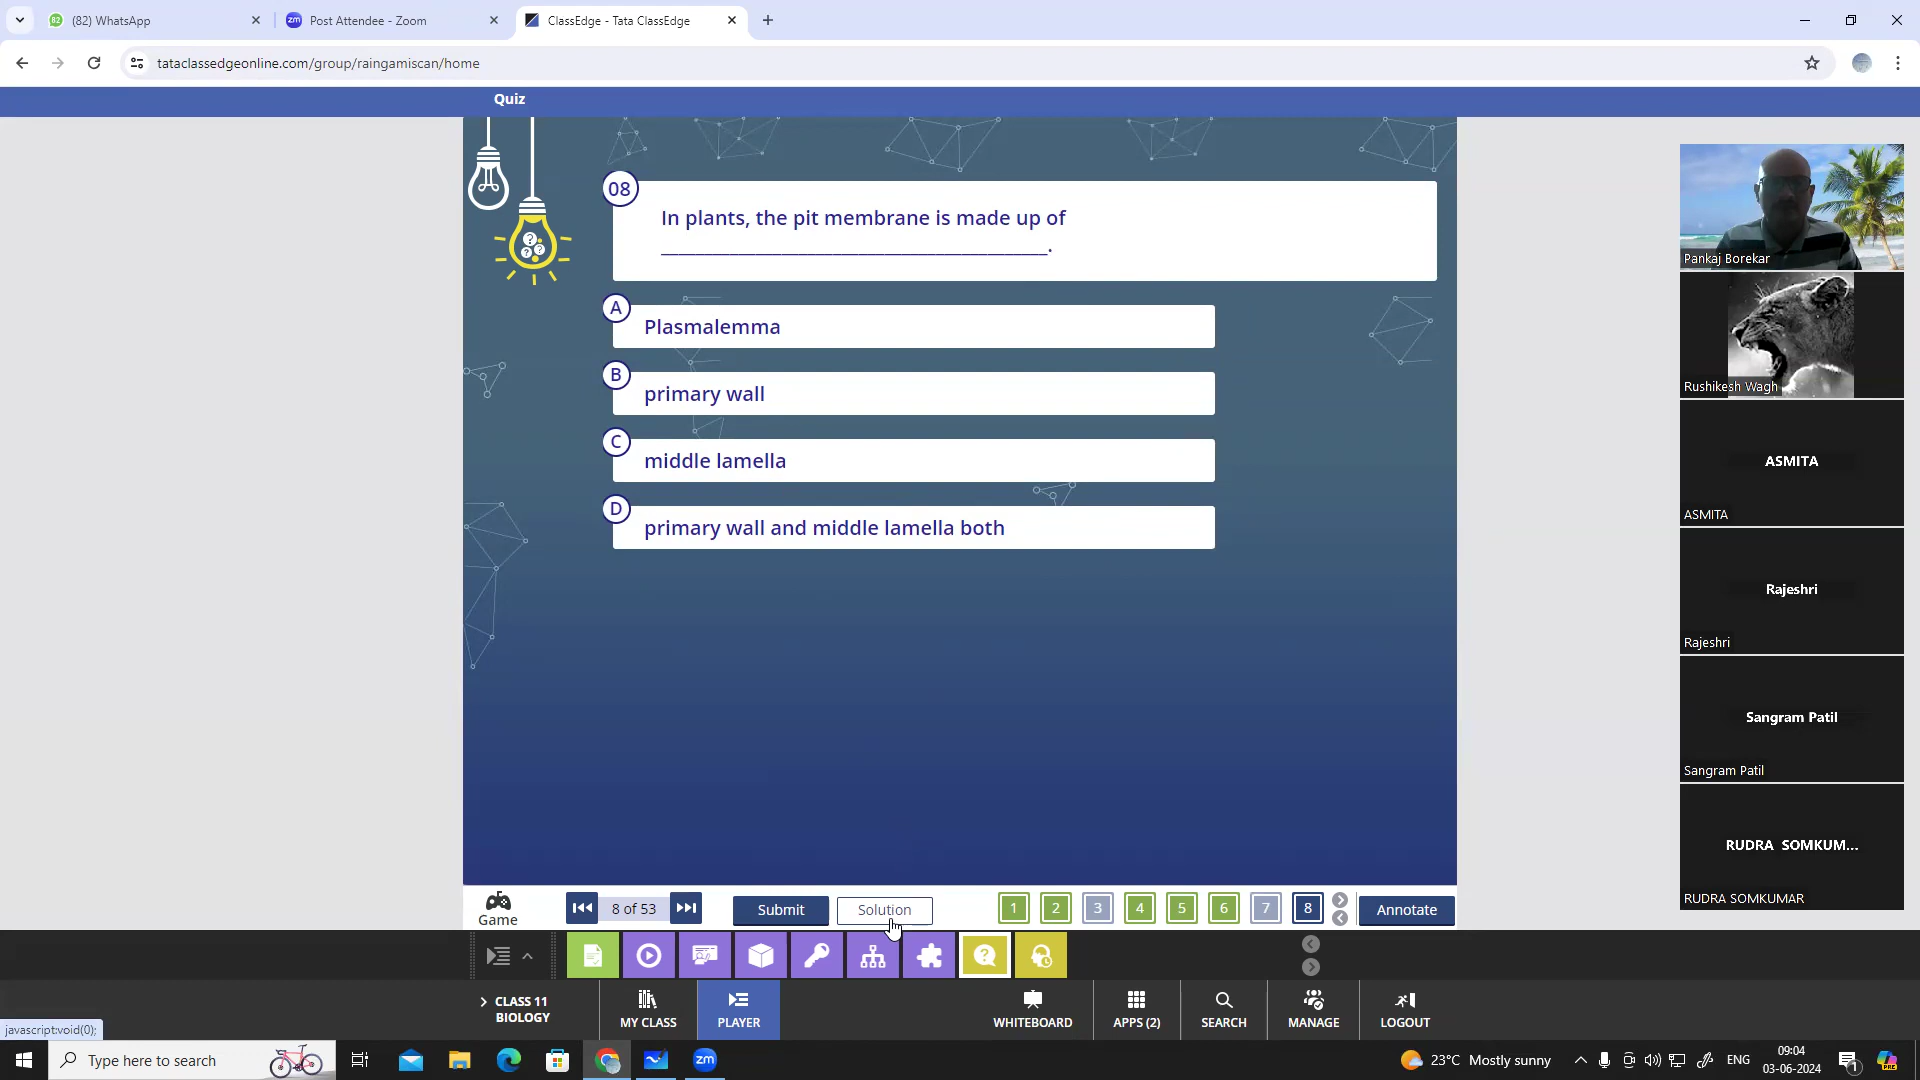 (82) WhatsApp
Post Attendee - Zoom
ClassEdge - Tata ClassEdge
tataclassedgeonline.com/group/raingamiscan/home
Quiz
08
In plants, the pit membrane is made up of
____________________________________________.
A
Plasmalemma
B
primary wall
C
middle lamella
D
primary wall and middle lamella both
Pankaj Borekar
Rushikesh Wagh
ASMITA
ASMITA
Rajeshri
Rajeshri
Sangram Patil
Sangram Patil
RUDRA SOMKUM...
RUDRA SOMKUMAR
Game
8 of 53
Submit
Solution
1 2 3 4 5 6 7 8
Annotate
CLASS 11
BIOLOGY
MY CLASS
PLAYER
WHITEBOARD
APPS (2)
SEARCH
MANAGE
LOGOUT
javascript:void(0);
Type here to search
23°C Mostly sunny
ENG
09:04
03-06-2024